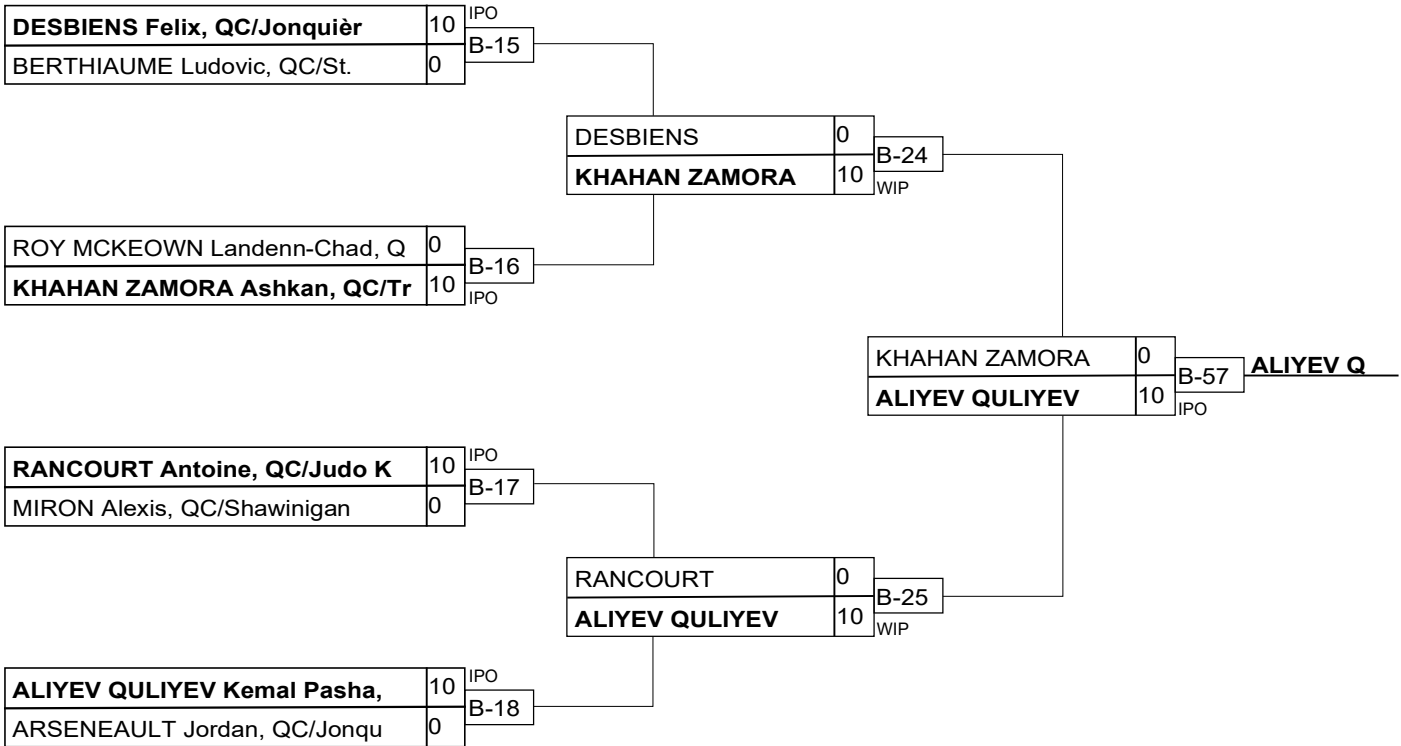 DESBIENS Felix, QC/Jonquièr 10 IPO
B-15
BERTHIAUME Ludovic, QC/St. 0
DESBIENS 0
B-24
KHAHAN ZAMORA 10 WIP
ROY MCKEOWN Landenn-Chad, Q 0
B-16
KHAHAN ZAMORA Ashkan, QC/Tr 10 IPO
KHAHAN ZAMORA 0
B-57 ALIYEV Q
ALIYEV QULIYEV 10 IPO
RANCOURT Antoine, QC/Judo K 10 IPO
B-17
MIRON Alexis, QC/Shawinigan 0
RANCOURT 0
B-25
ALIYEV QULIYEV 10 WIP
ALIYEV QULIYEV Kemal Pasha, 10 IPO
B-18
ARSENEAULT Jordan, QC/Jonqu 0